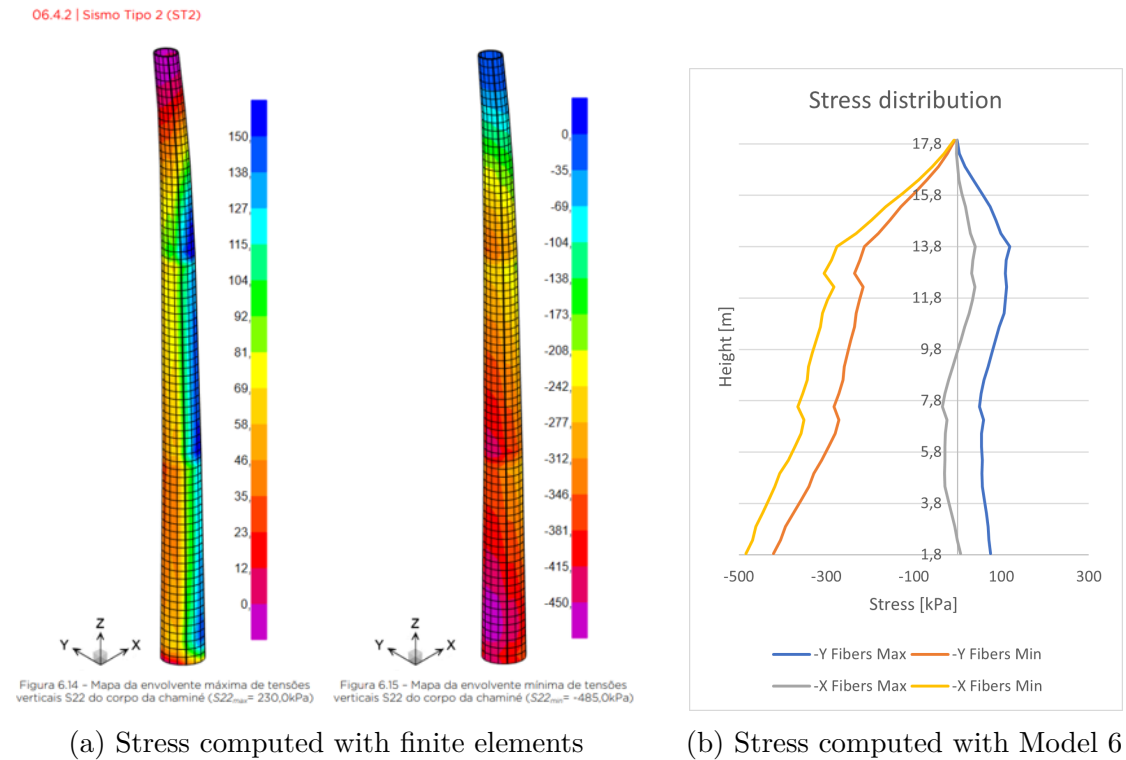 06.4.2 | Sismo Tipo 2 (ST2)
150,
138,
127,
115,
104,
92,
81,
69,
58,
46,
35,
23,
12,
0,
Z
Y
X
Figura 6.14 – Mapa da envolvente máxima de tensões
verticais S22 do corpo da chaminé (S22max= 230,0kPa)
0,
-35,
-69,
-104,
-138,
-173,
-208,
-242,
-277,
-312,
-346,
-381,
-415,
-450,
Z
Y
X
Figura 6.15 – Mapa da envolvente mínima de tensões
verticais S22 do corpo da chaminé (S22min= -485,0kPa)
(a) Stress computed with finite elements
Stress distribution
17,8
15,8
13,8
11,8
9,8
7,8
5,8
3,8
1,8
Height [m]
-500 -300 -100 100 300
Stress [kPa]
-Y Fibers Max -Y Fibers Min
-X Fibers Max -X Fibers Min
(b) Stress computed with Model 6